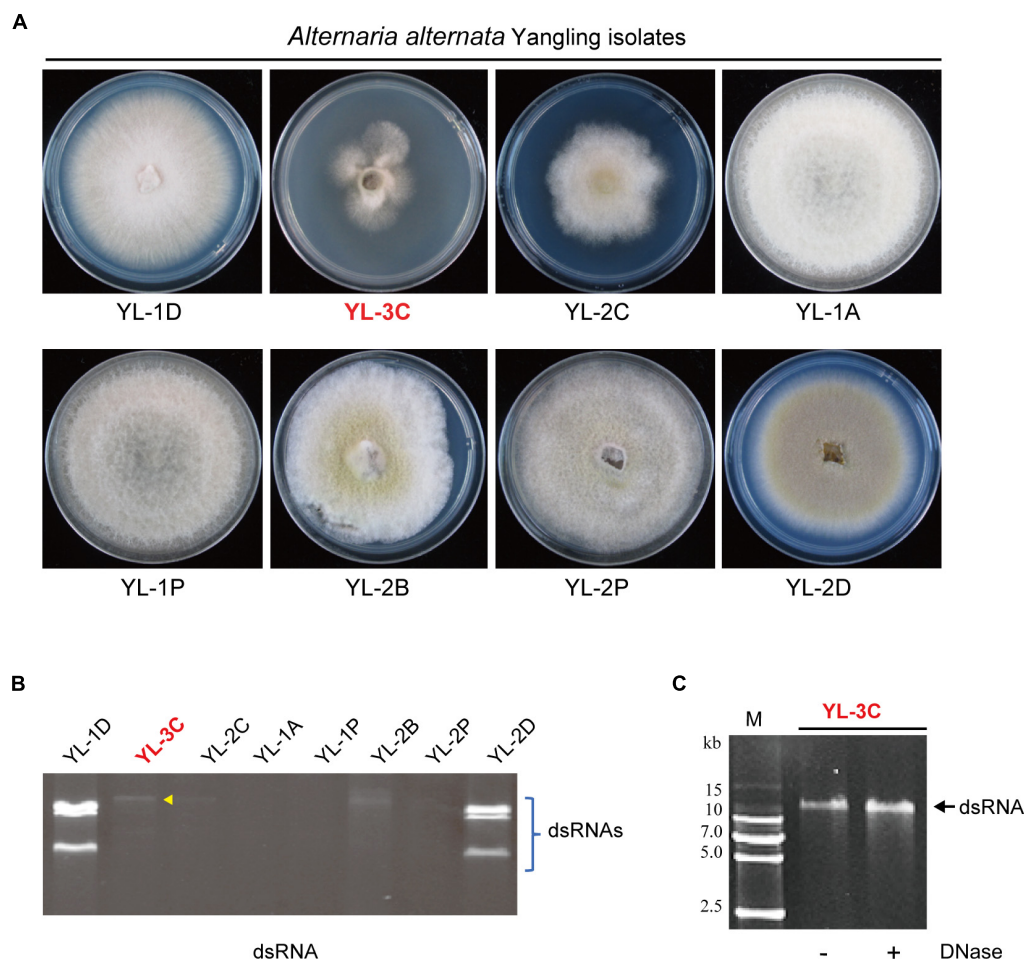 A
Alternaria alternata Yangling isolates
YL-1D YL-3C YL-2C YL-1A
YL-1P YL-2B YL-2P YL-2D
B
YL-1D YL-3C YL-2C YL-1A YL-1P YL-2B YL-2P YL-2D
dsRNAs
dsRNA
C
YL-3C
M
kb
15
10
7.0
5.0
2.5
dsRNA
- + DNase